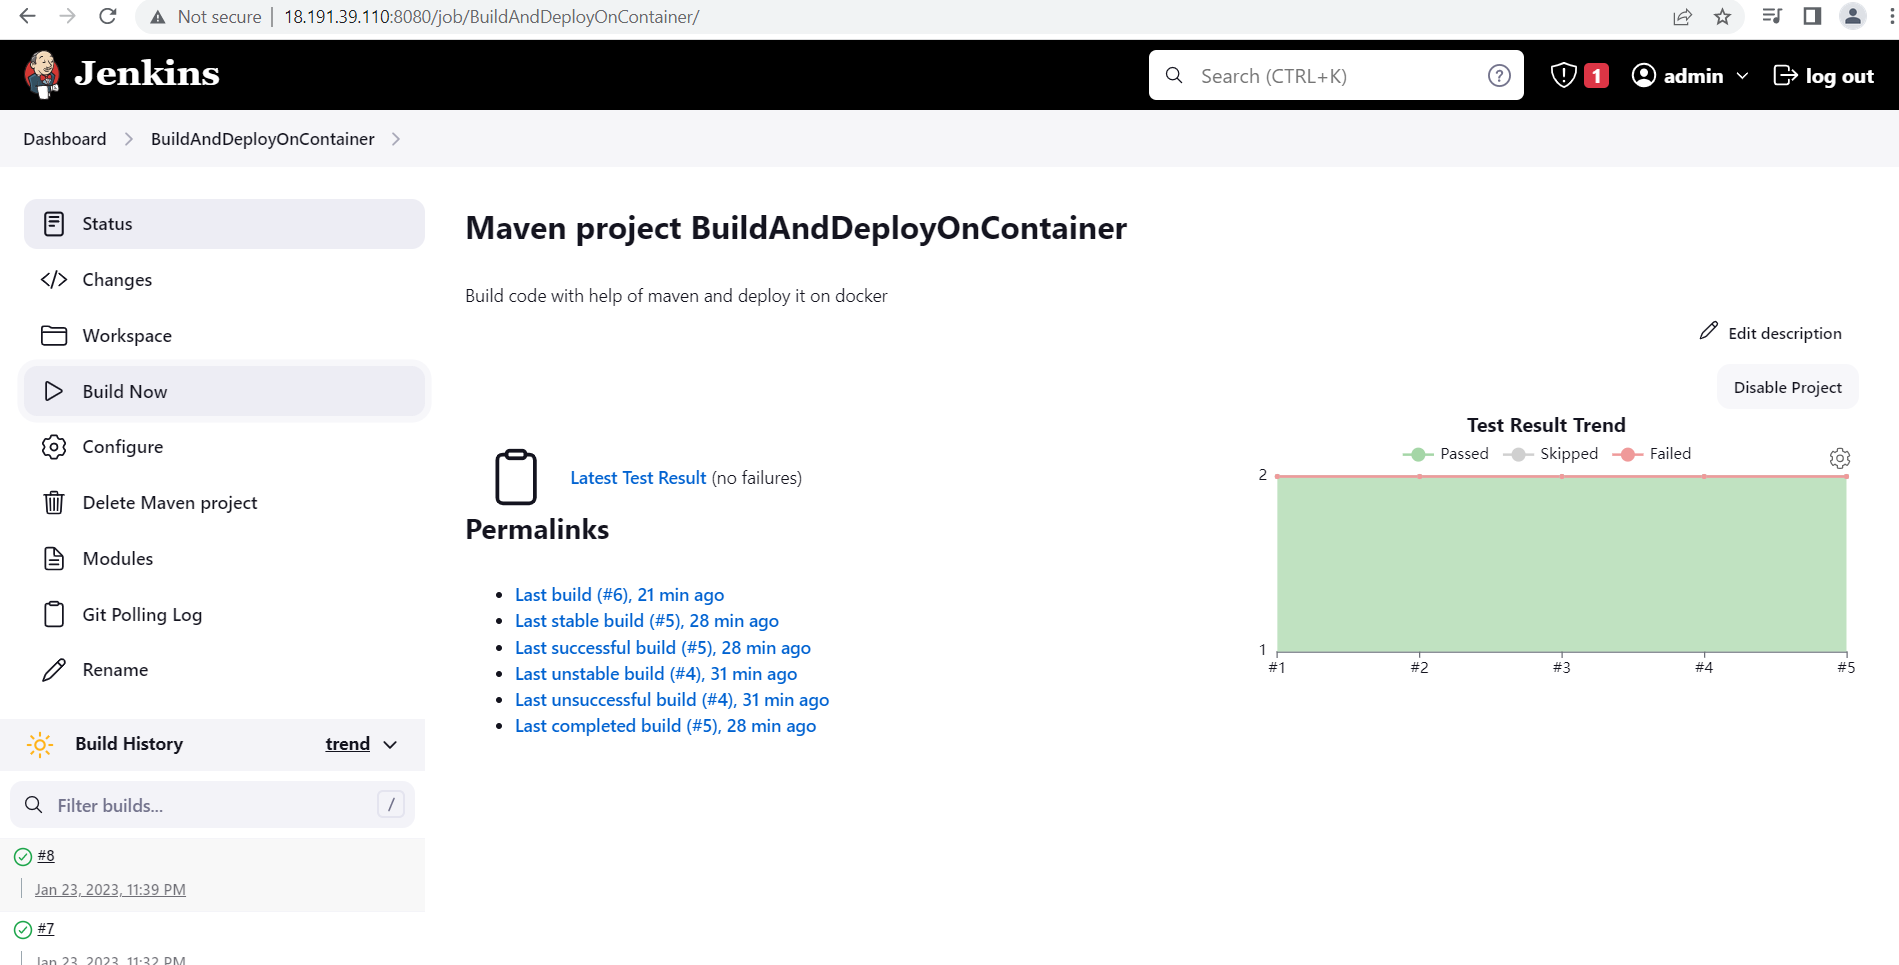 Not secure | 18.191.39.110:8080/job/BuildAndDeployOnContainer/
Jenkins
Search (CTRL+K)
1
admin
log out
Dashboard
BuildAndDeployOnContainer
Status
Changes
Workspace
Build Now
Configure
Delete Maven project
Modules
Git Polling Log
Rename
Build History
trend
Filter builds...
/
#8
Jan 23, 2023, 11:39 PM
#7
Jan 23, 2023, 11:32 PM
Maven project BuildAndDeployOnContainer
Build code with help of maven and deploy it on docker
Edit description
Disable Project
Latest Test Result (no failures)
Permalinks
Last build (#6), 21 min ago
Last stable build (#5), 28 min ago
Last successful build (#5), 28 min ago
Last unstable build (#4), 31 min ago
Last unsuccessful build (#4), 31 min ago
Last completed build (#5), 28 min ago
Test Result Trend
Passed Skipped Failed
2
1
#1 #2 #3 #4 #5